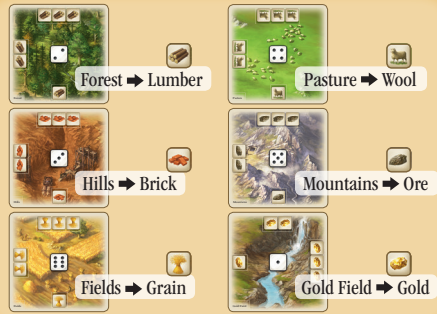 Forest ➡ Lumber
Pasture ➡ Wool
Hills ➡ Brick
Mountains ➡ Ore
Fields ➡ Grain
Gold Field ➡ Gold